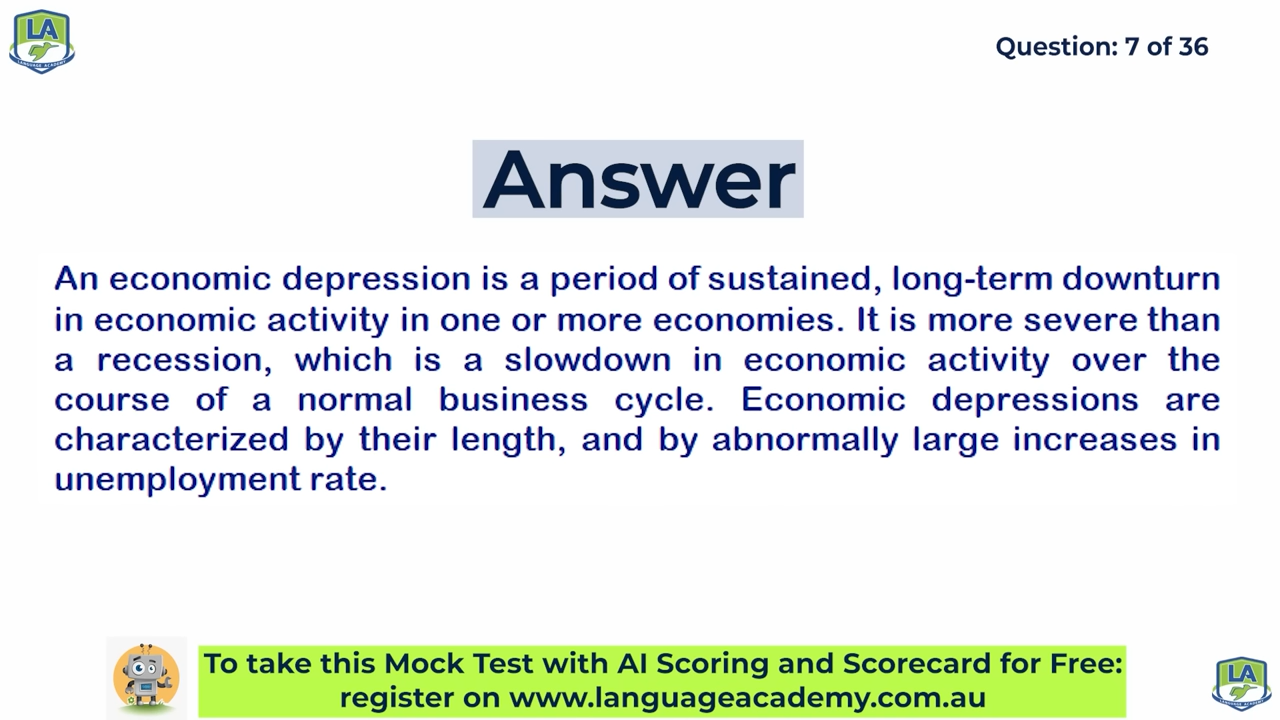 LA
LANGUAGE ACADEMY
Question: 7 of 36
Answer
An economic depression is a period of sustained, long-term downturn
in economic activity in one or more economies. It is more severe than
a recession, which is a slowdown in economic activity over the
course of a normal business cycle. Economic depressions are
characterized by their length, and by abnormally large increases in
unemployment rate.
To take this Mock Test with AI Scoring and Scorecard for Free:
register on www.languageacademy.com.au
LA
LANGUAGE ACADEMY